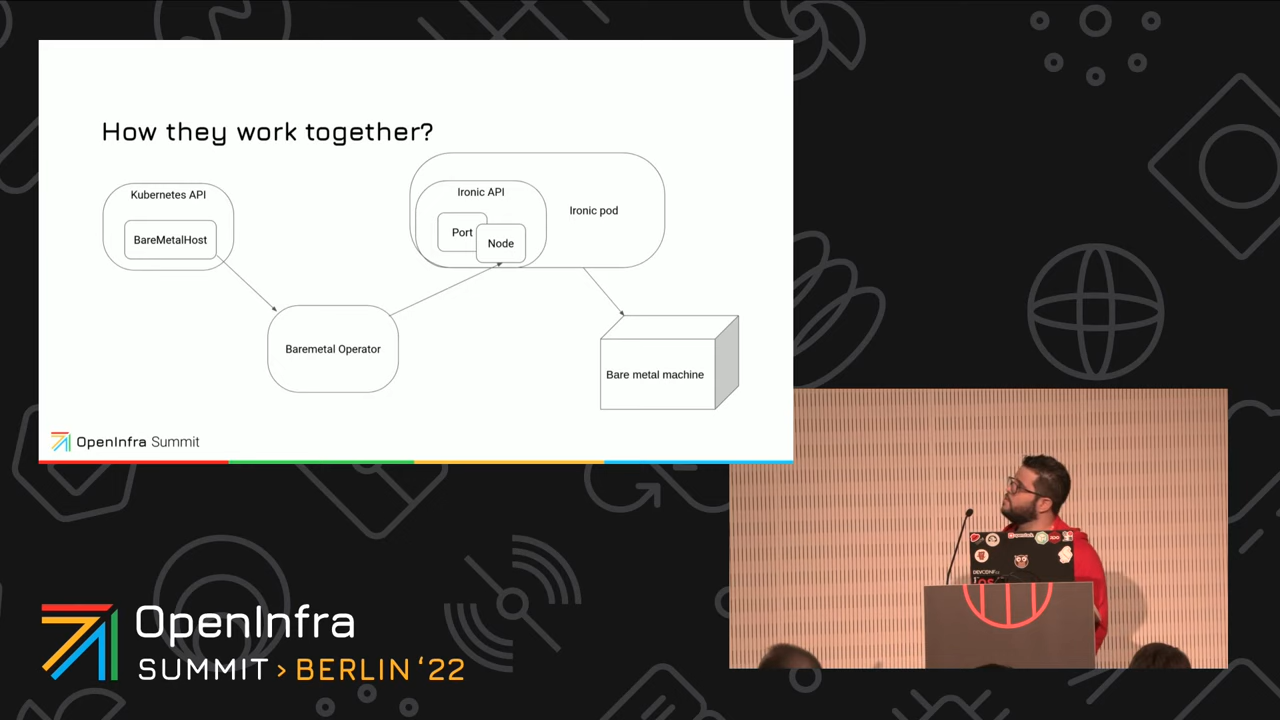 How they work together?
Kubernetes API
BareMetalHost
Ironic API
Port
Node
Ironic pod
Baremetal Operator
Bare metal machine
OpenInfra Summit
OpenInfra
SUMMIT > BERLIN ‘22